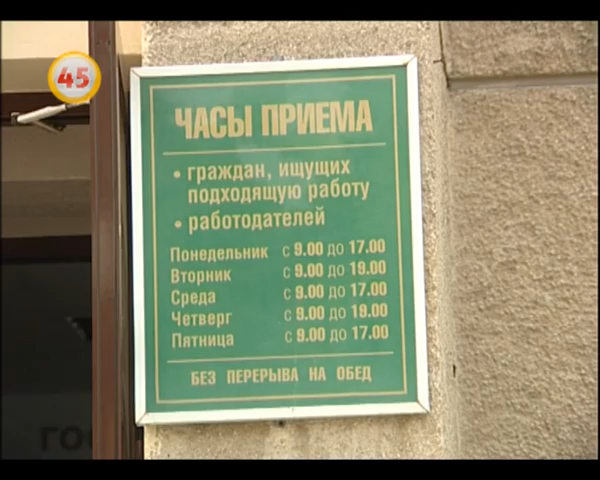 45
ЧАСЫ ПРИЕМА
• граждан, ищущих
подходящую работу
• работодателей
Понедельник с 9.00 до 17.00
Вторник с 9.00 до 19.00
Среда с 9.00 до 17.00
Четверг с 9.00 до 19.00
Пятница с 9.00 до 17.00
БЕЗ ПЕРЕРЫВА НА ОБЕД